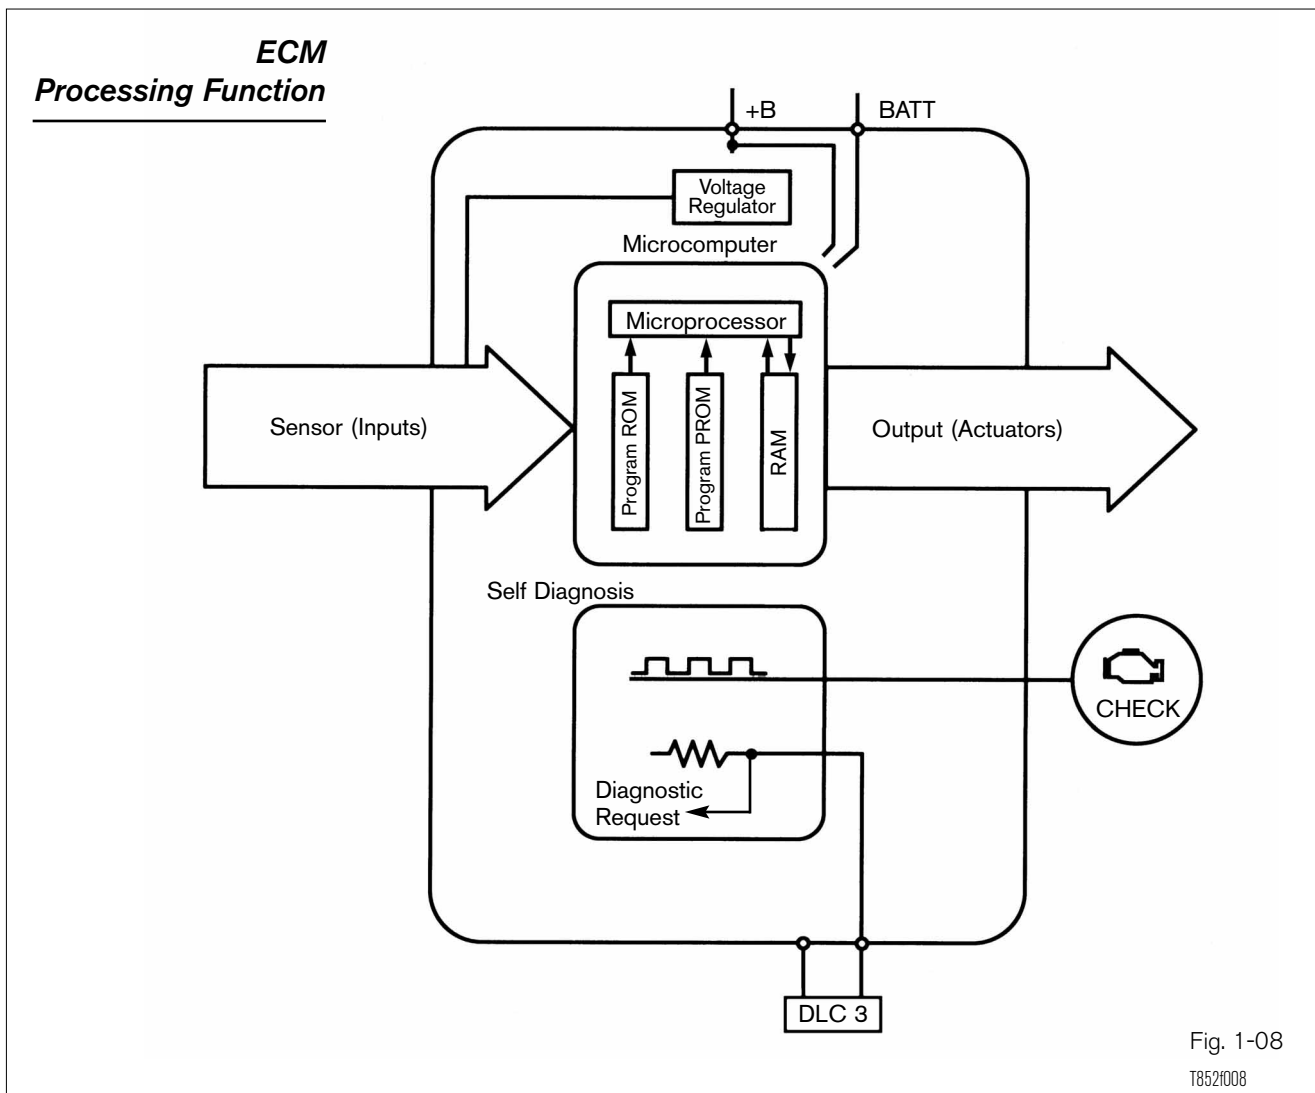 ECM
Processing Function
+B
BATT
Voltage
Regulator
Microcomputer
Microprocessor
Program ROM
Program PROM
RAM
Sensor (Inputs)
Output (Actuators)
Self Diagnosis
CHECK
Diagnostic
Request
DLC 3
Fig. 1-08
T852f008